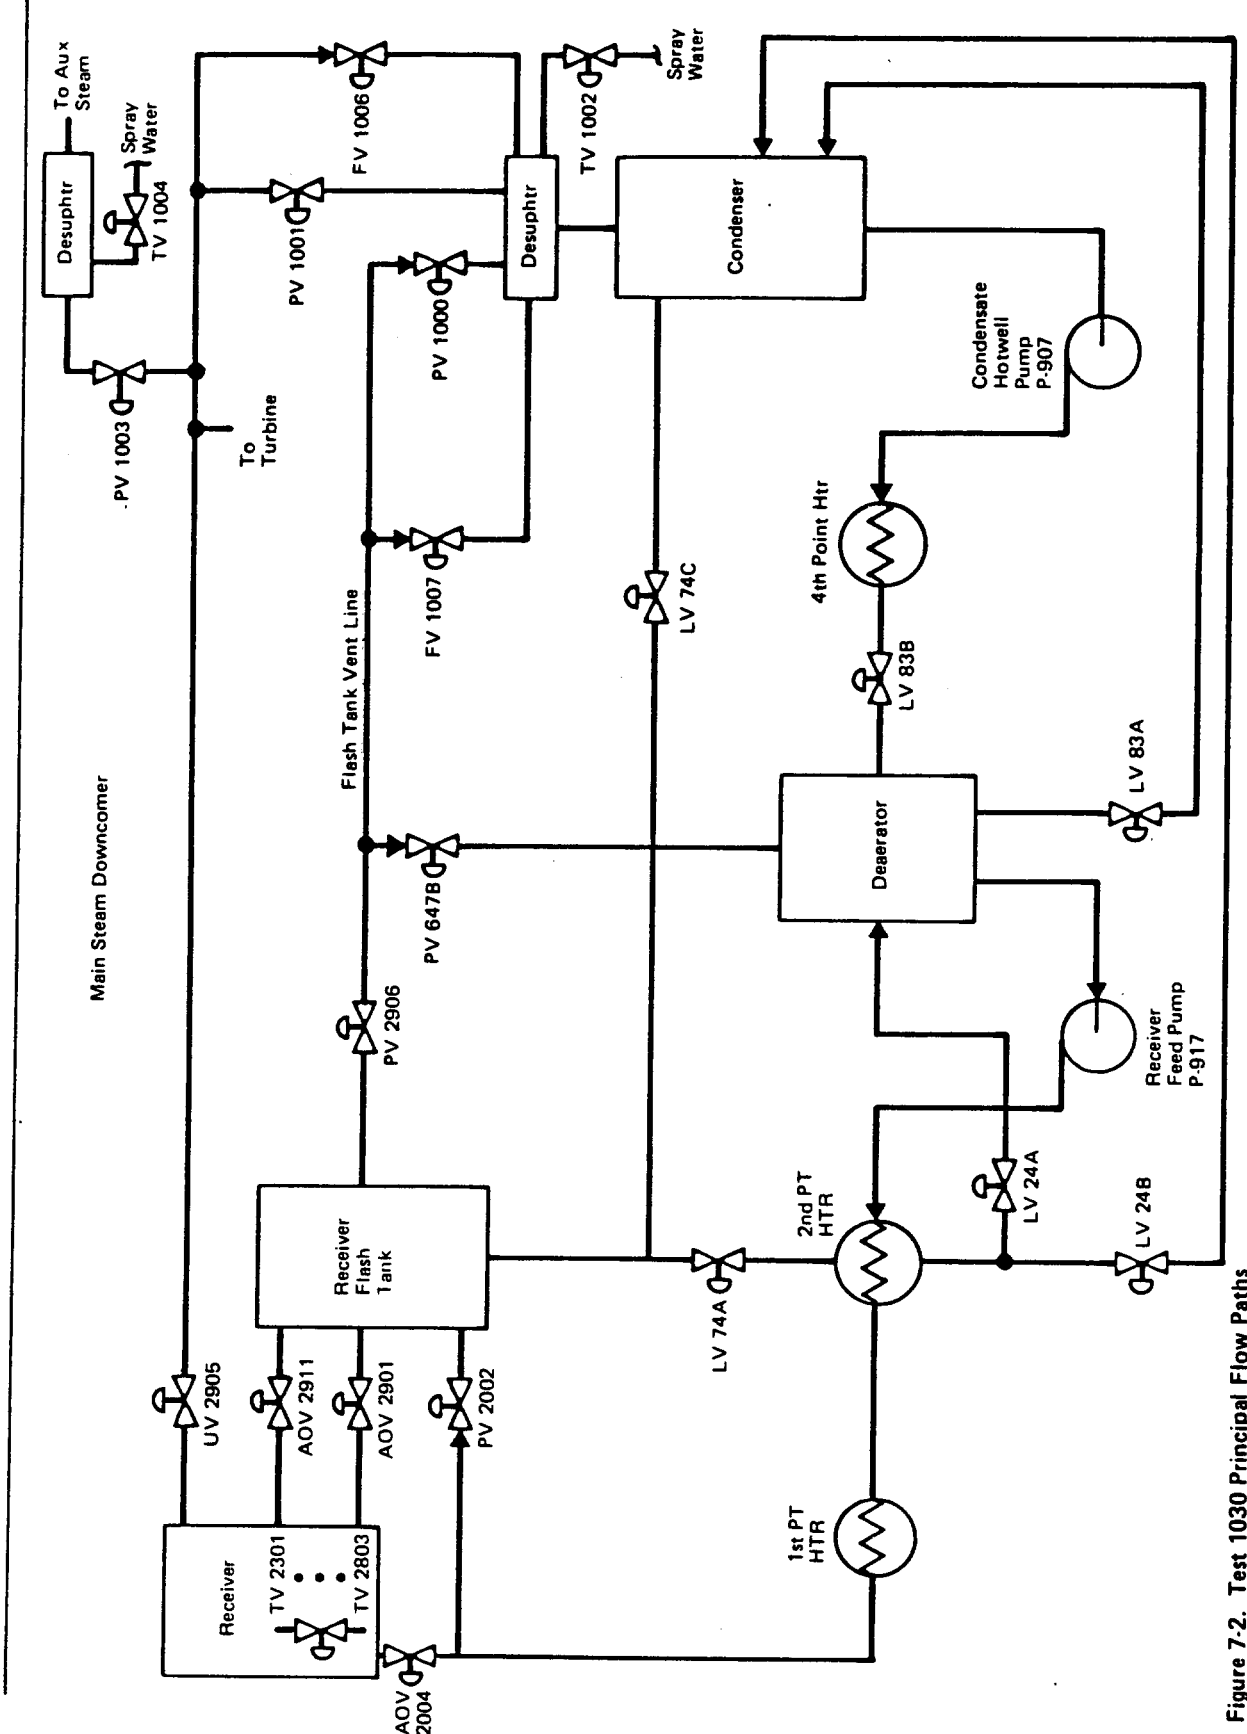 Main Steam Downcomer
Desuphtr
To Aux
Steam
Spray
Water
TV 1004
PV 1003
To
Turbine
FV 1006
PV 1001
PV 1000
FV 1007
Flash Tank Vent Line
PV 647B
PV 2906
UV 2905
AOV 2911
AOV 2901
PV 2002
Receiver
TV 2301
TV 2803
AOV
2004
Receiver
Flash
Tank
Desuphtr
TV 1002
Spray
Water
Condenser
LV 74C
LV 74A
Condensate
Hotwell
Pump
P-907
4th Point Htr
LV 83B
Deaerator
LV 83A
Receiver
Feed Pump
P-917
2nd PT
HTR
LV 24A
LV 24B
1st PT
HTR
Figure 7-2. Test 1030 Principal Flow Paths